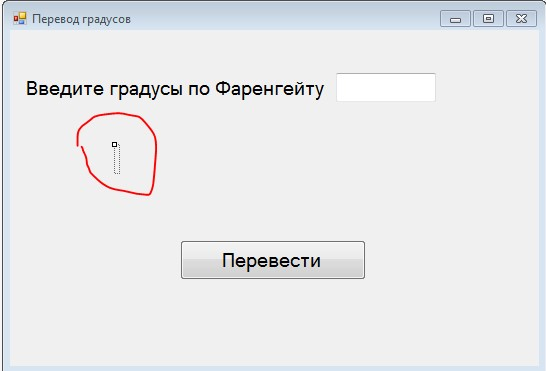 Перевод градусов
Введите градусы по Фаренгейту
Перевести